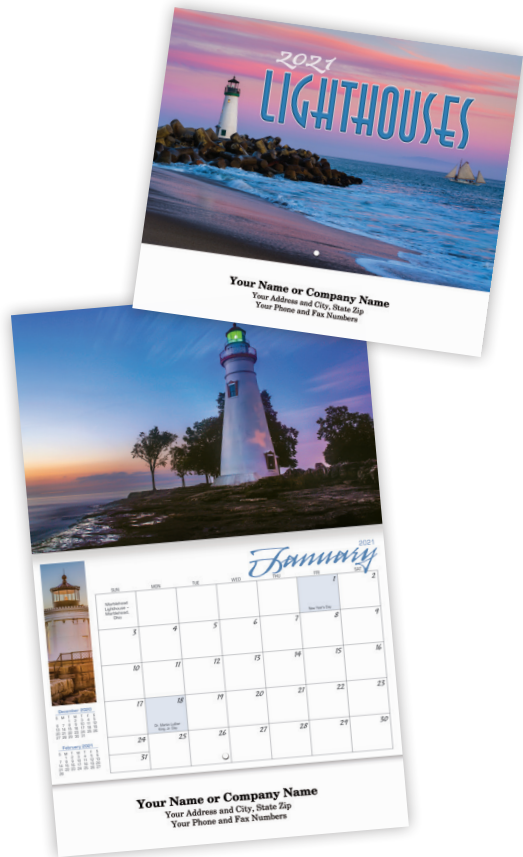 2021
LIGHTHOUSES
Your Name or Company Name
Your Address and City, State Zip
Your Phone and Fax Numbers
2021
January
SUN MON TUE WED THU FRI SAT
Marblehead
Lighthouse –
Marblehead,
Ohio
1 2
New Year's Day
3 4 5 6 7 8 9
10 11 12 13 14 15 16
17 18 19 20 21 22 23
24 25 26 27 28 29 30
31
December 2020
S M T W T F S
February 2021
S M T W T F S
Your Name or Company Name
Your Address and City, State Zip
Your Phone and Fax Numbers